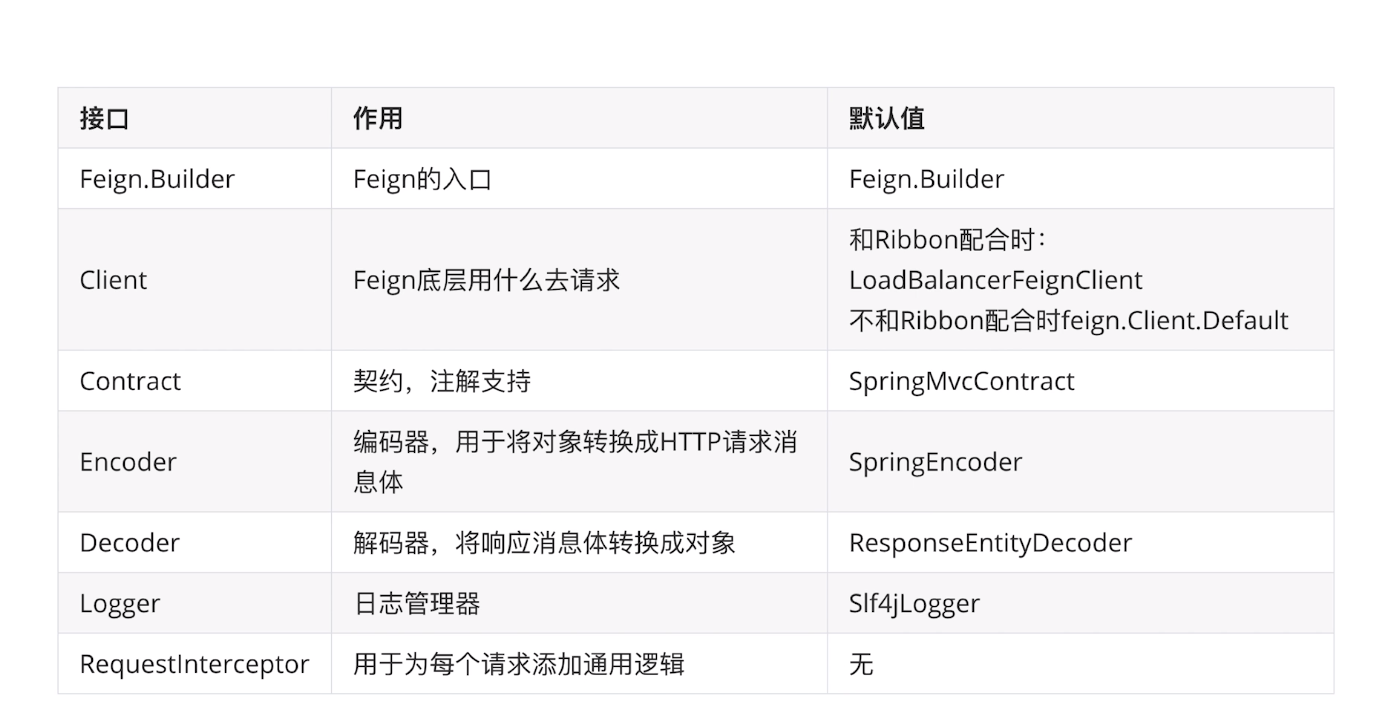 接口 作用 默认值
Feign.Builder Feign的入口 Feign.Builder
和Ribbon配合时：
Client Feign底层用什么去请求 LoadBalancerFeignClient
不和Ribbon配合时feign.Client.Default
Contract 契约，注解支持 SpringMvcContract
编码器，用于将对象转换成HTTP请求消
Encoder SpringEncoder
息体
Decoder 解码器，将响应消息体转换成对象 ResponseEntityDecoder
Logger 日志管理器 Slf4jLogger
RequestInterceptor 用于为每个请求添加通用逻辑 无